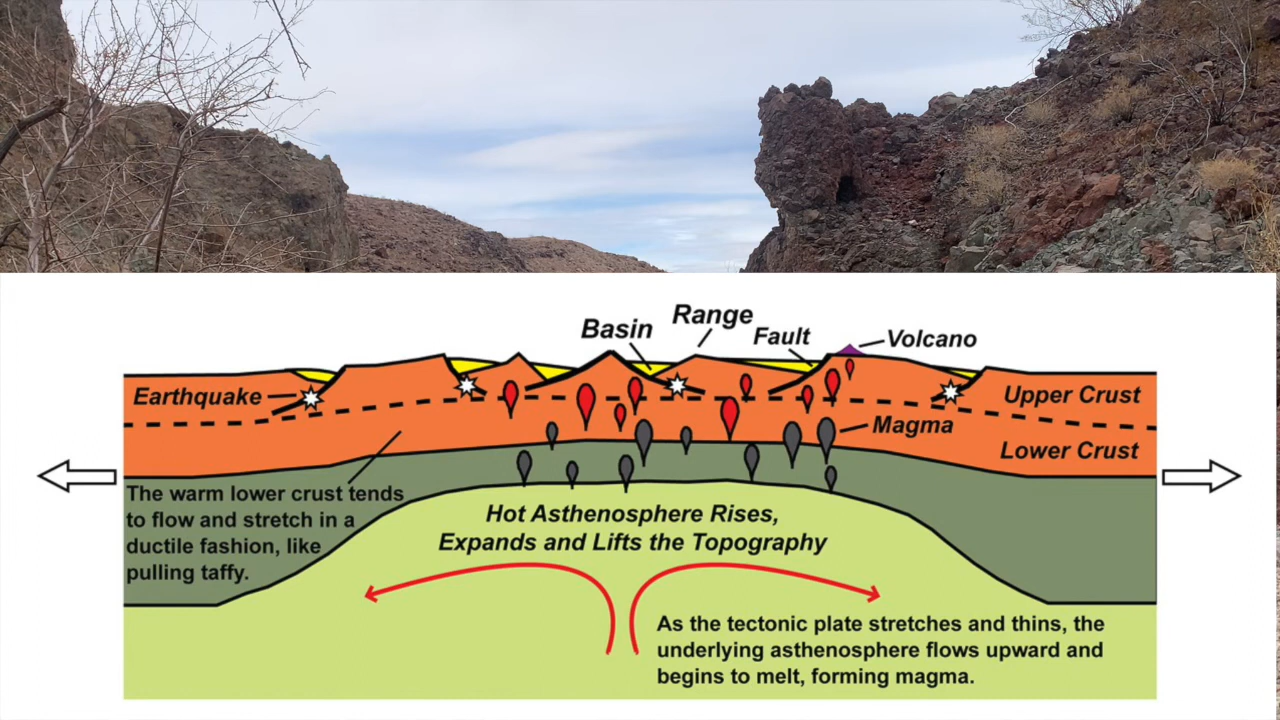 Basin
Range
Fault
Volcano
Earthquake
Upper Crust
Magma
Lower Crust
The warm lower crust tends
to flow and stretch in a
ductile fashion, like
pulling taffy.
Hot Asthenosphere Rises,
Expands and Lifts the Topography
As the tectonic plate stretches and thins, the
underlying asthenosphere flows upward and
begins to melt, forming magma.